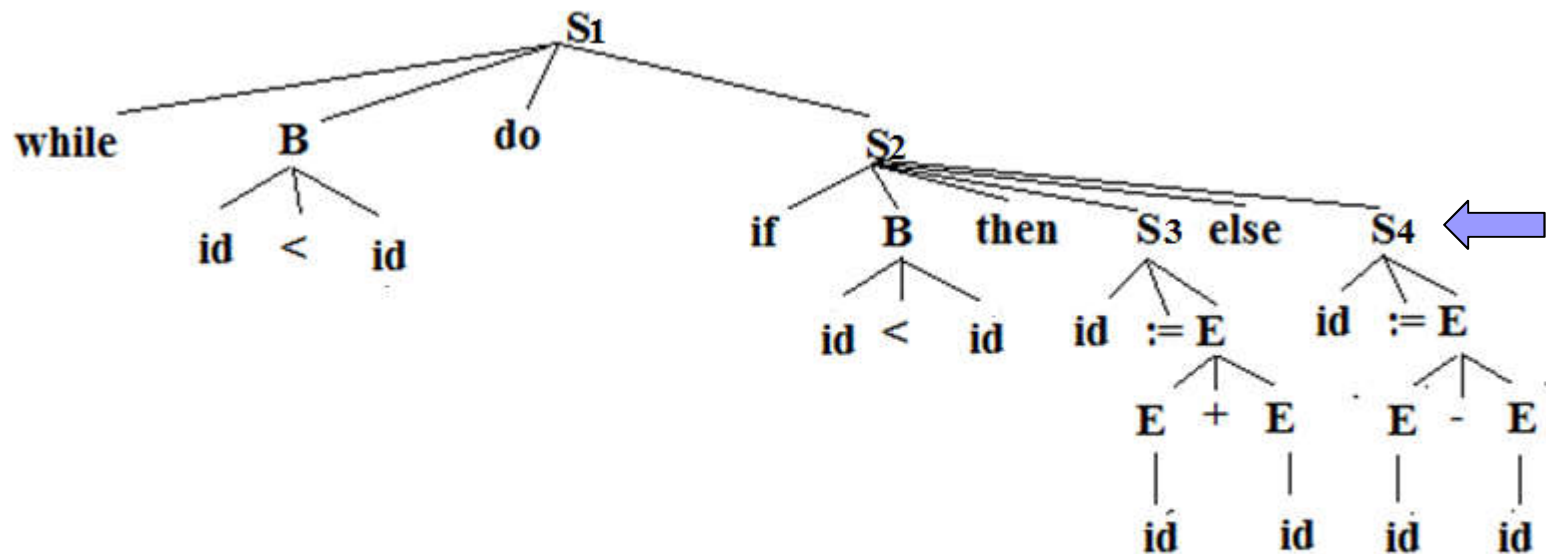 S1
while B do S2
id < id if B then S3 else S4
id < id id := E id := E
E + E E - E
id id id id